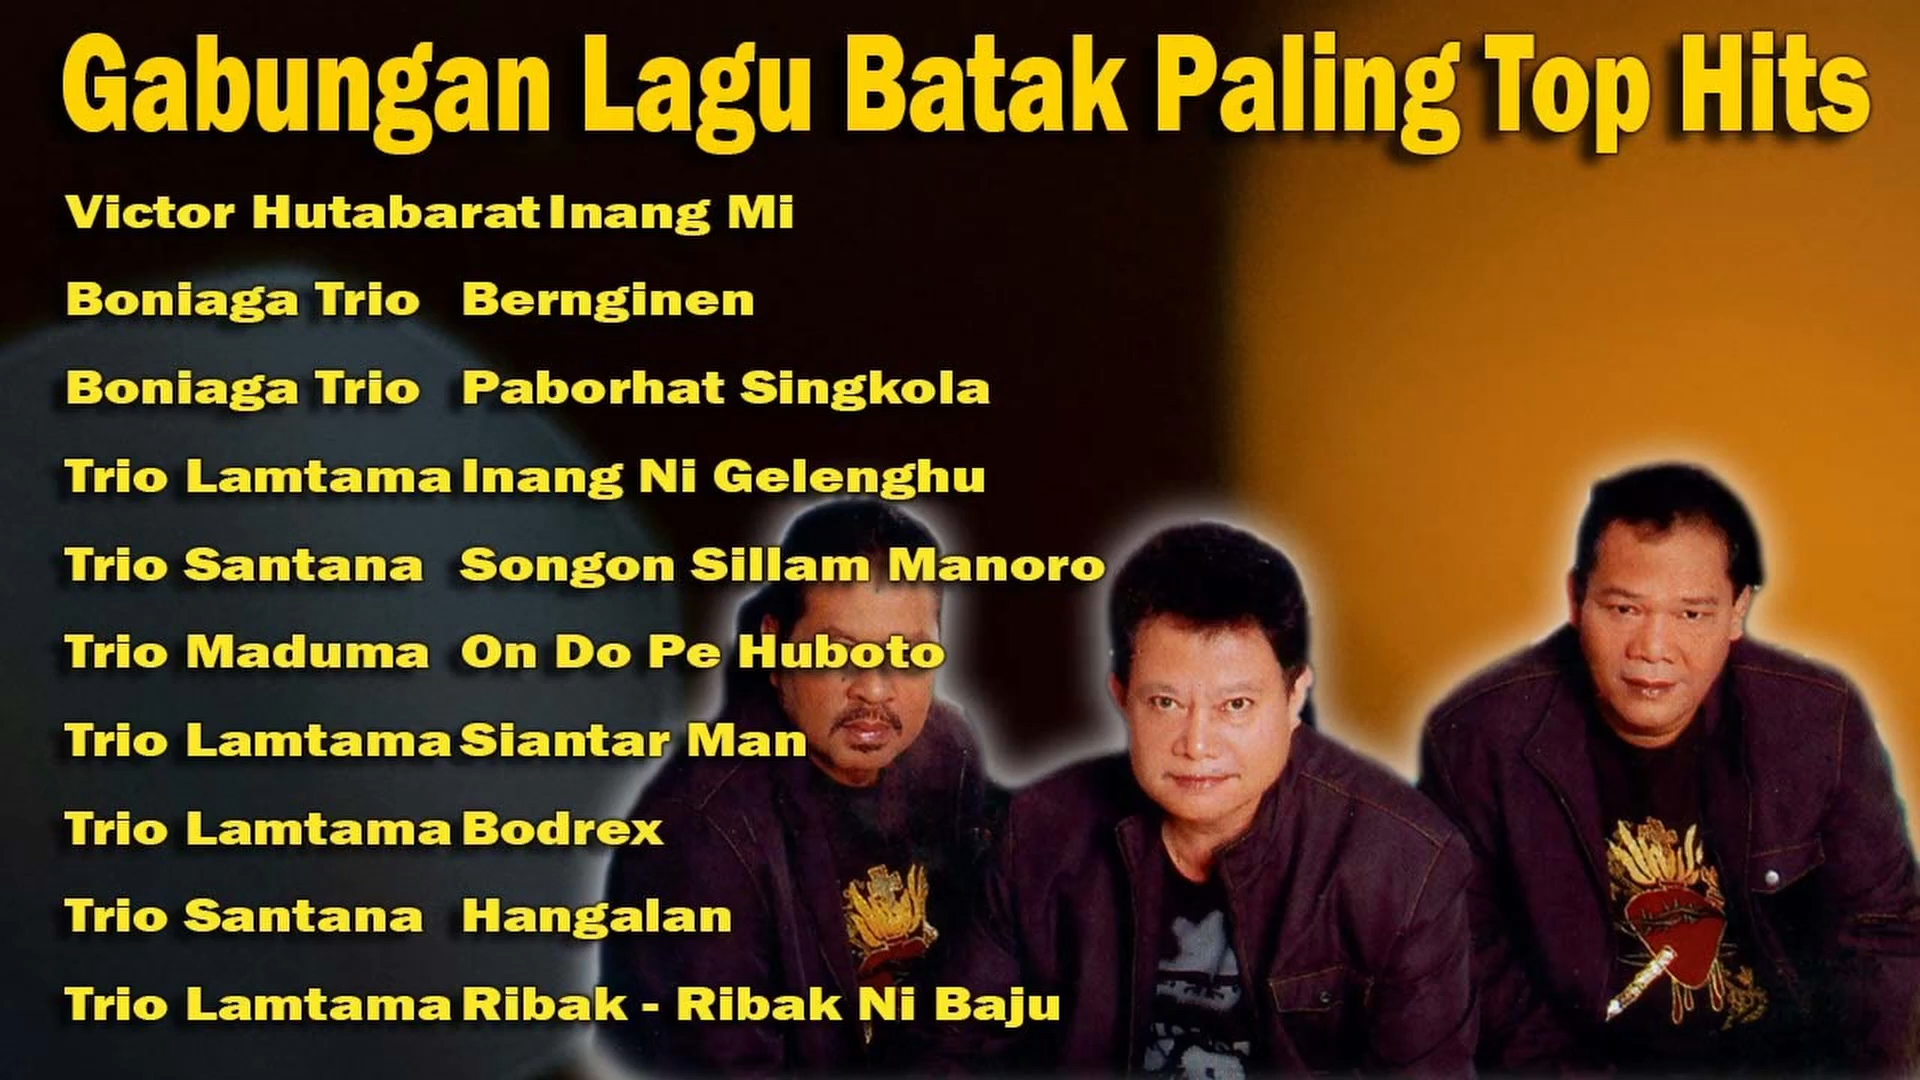 Gabungan Lagu Batak Paling Top Hits
Victor Hutabarat Inang Mi
Boniaga Trio Bernginen
Boniaga Trio Paborhat Singkola
Trio Lamtama Inang Ni Gelenghu
Trio Santana Songon Sillam Manoro
Trio Maduma On Do Pe Huboto
Trio Lamtama Siantar Man
Trio Lamtama Bodrex
Trio Santana Hangalan
Trio Lamtama Ribak - Ribak Ni Baju